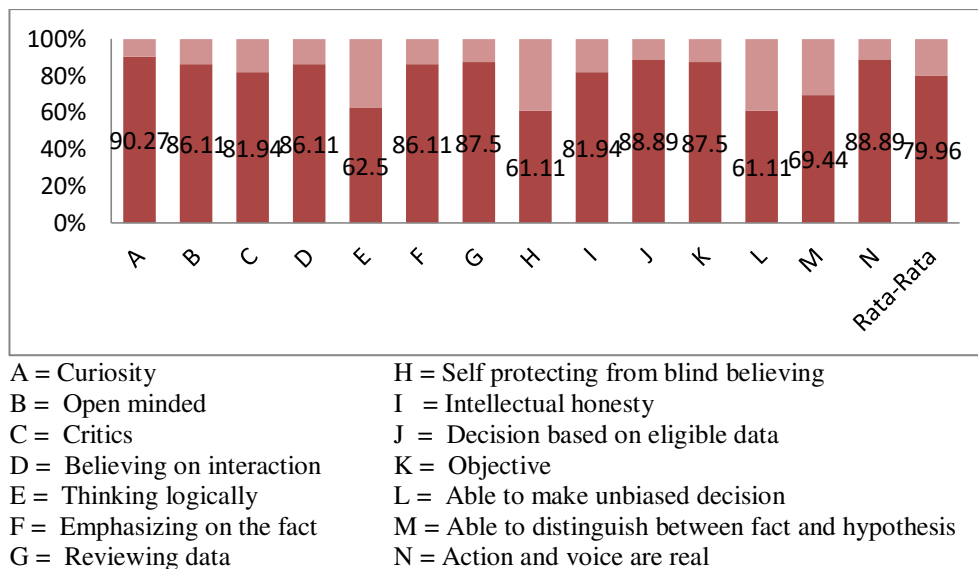 100%
80%
60%
40%
20%
0%
90.27 86.11 81.94 86.11 62.5 86.11 87.5 61.11 81.94 88.89 87.5 61.11 69.44 88.89 79.96
A B C D E F G H I J K L M N Rata-Rata
A = Curiosity H = Self protecting from blind believing
B = Open minded I = Intellectual honesty
C = Critics J = Decision based on eligible data
D = Believing on interaction K = Objective
E = Thinking logically L = Able to make unbiased decision
F = Emphasizing on the fact M = Able to distinguish between fact and hypothesis
G = Reviewing data N = Action and voice are real